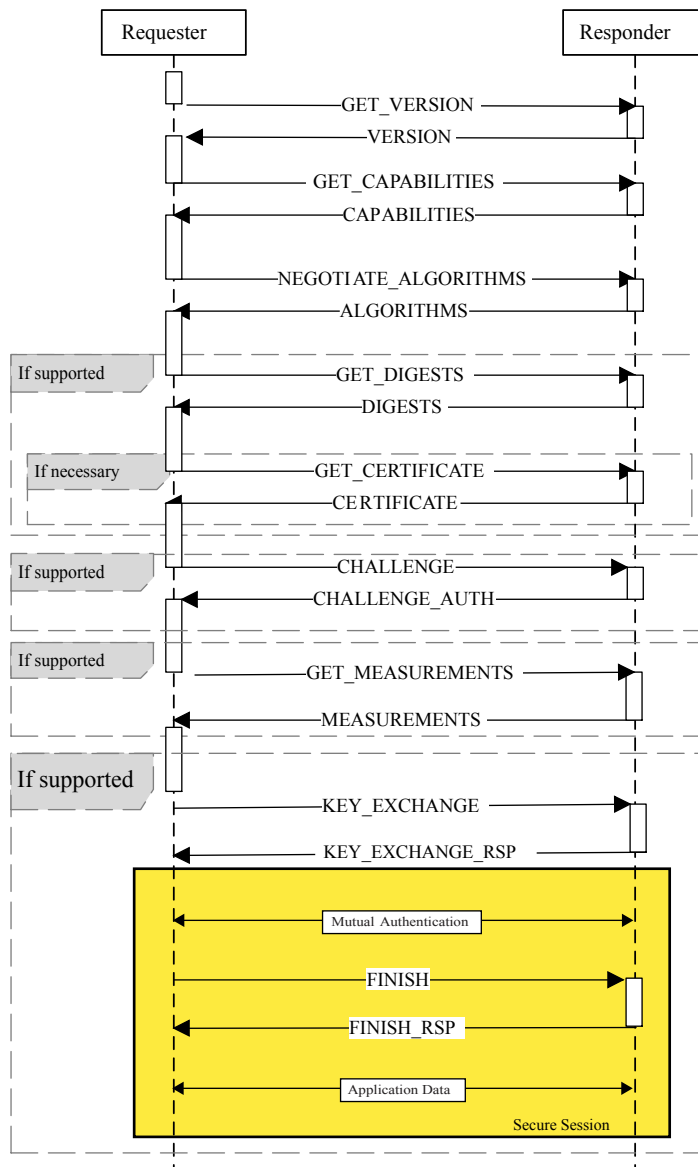 Requester
Responder
GET_VERSION
VERSION
GET_CAPABILITIES
CAPABILITIES
NEGOTIATE_ALGORITHMS
ALGORITHMS
If supported
GET_DIGESTS
DIGESTS
If necessary
GET_CERTIFICATE
CERTIFICATE
If supported
CHALLENGE
CHALLENGE_AUTH
If supported
GET_MEASUREMENTS
MEASUREMENTS
If supported
KEY_EXCHANGE
KEY_EXCHANGE_RSP
Mutual Authentication
FINISH
FINISH_RSP
Application Data
Secure Session